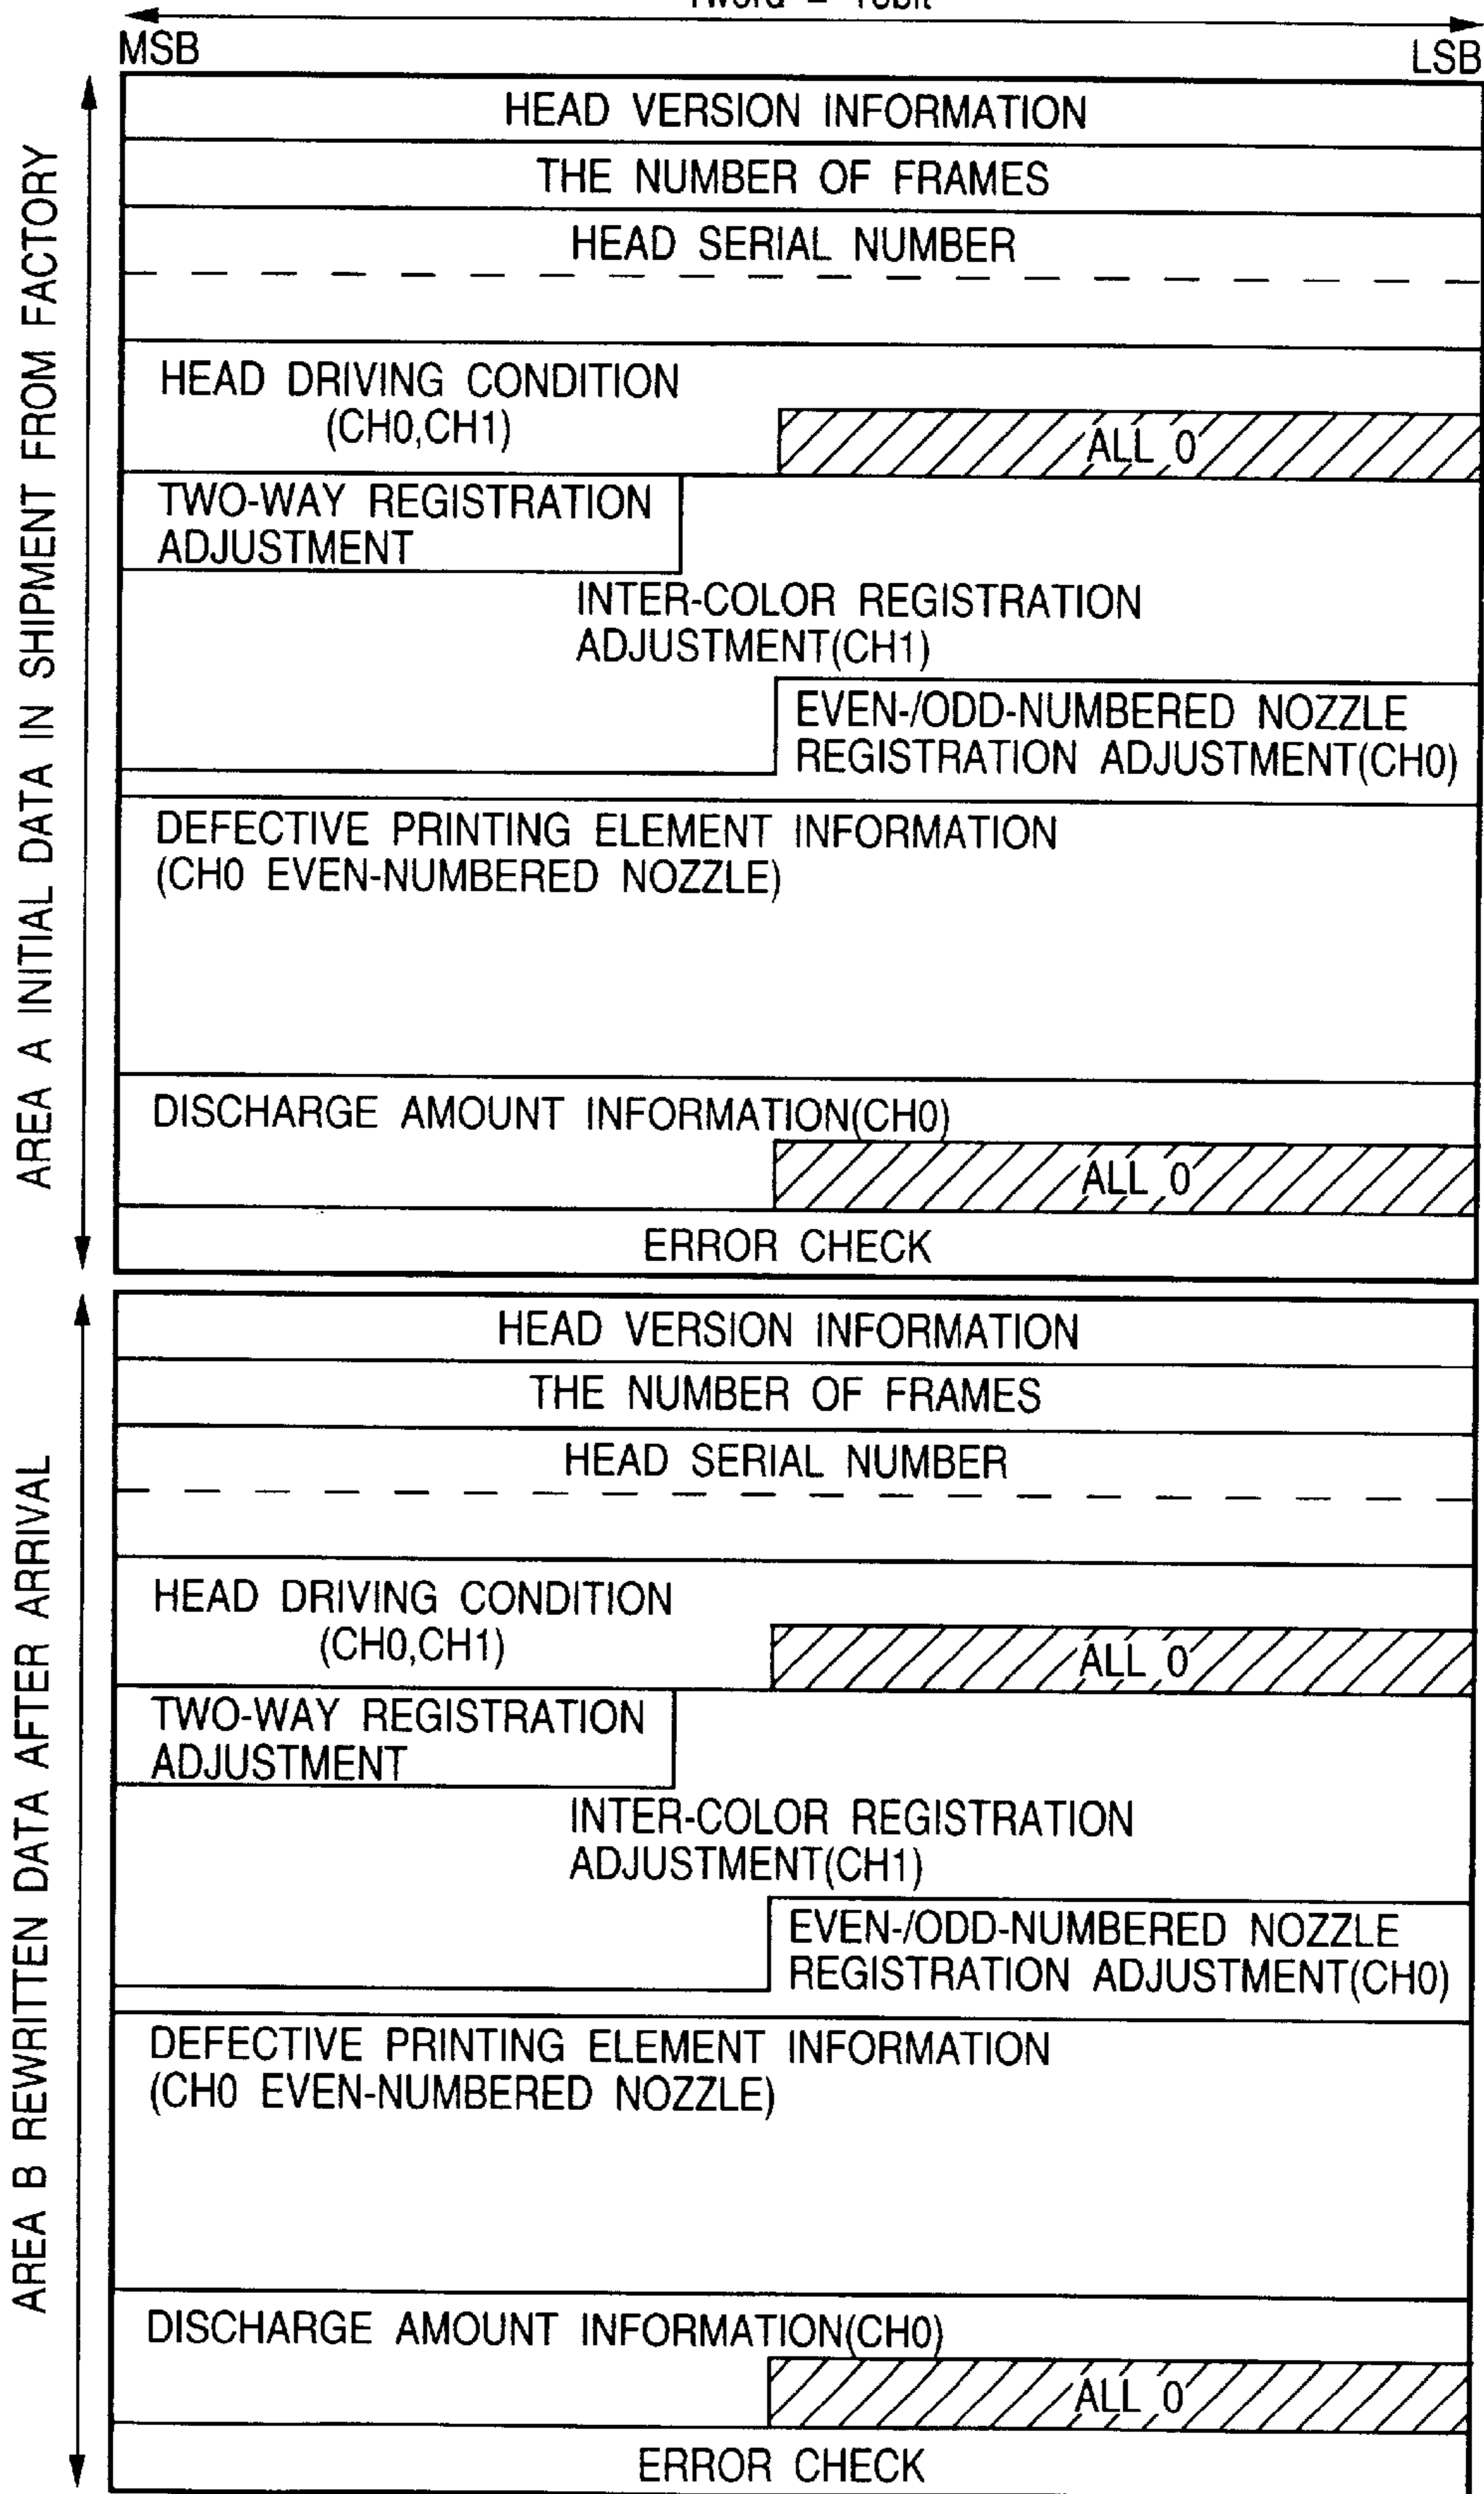 MSB
LSB
AREA A INITIAL DATA IN SHIPMENT FROM FACTORY
HEAD VERSION INFORMATION
THE NUMBER OF FRAMES
HEAD SERIAL NUMBER
HEAD DRIVING CONDITION
(CH0,CH1)
ALL 0
TWO-WAY REGISTRATION
ADJUSTMENT
INTER-COLOR REGISTRATION
ADJUSTMENT(CH1)
EVEN-/ODD-NUMBERED NOZZLE
REGISTRATION ADJUSTMENT(CH0)
DEFECTIVE PRINTING ELEMENT INFORMATION
(CH0 EVEN-NUMBERED NOZZLE)
DISCHARGE AMOUNT INFORMATION(CH0)
ALL 0
ERROR CHECK
AREA B REWRITTEN DATA AFTER ARRIVAL
HEAD VERSION INFORMATION
THE NUMBER OF FRAMES
HEAD SERIAL NUMBER
HEAD DRIVING CONDITION
(CH0,CH1)
ALL 0
TWO-WAY REGISTRATION
ADJUSTMENT
INTER-COLOR REGISTRATION
ADJUSTMENT(CH1)
EVEN-/ODD-NUMBERED NOZZLE
REGISTRATION ADJUSTMENT(CH0)
DEFECTIVE PRINTING ELEMENT INFORMATION
(CH0 EVEN-NUMBERED NOZZLE)
DISCHARGE AMOUNT INFORMATION(CH0)
ALL 0
ERROR CHECK